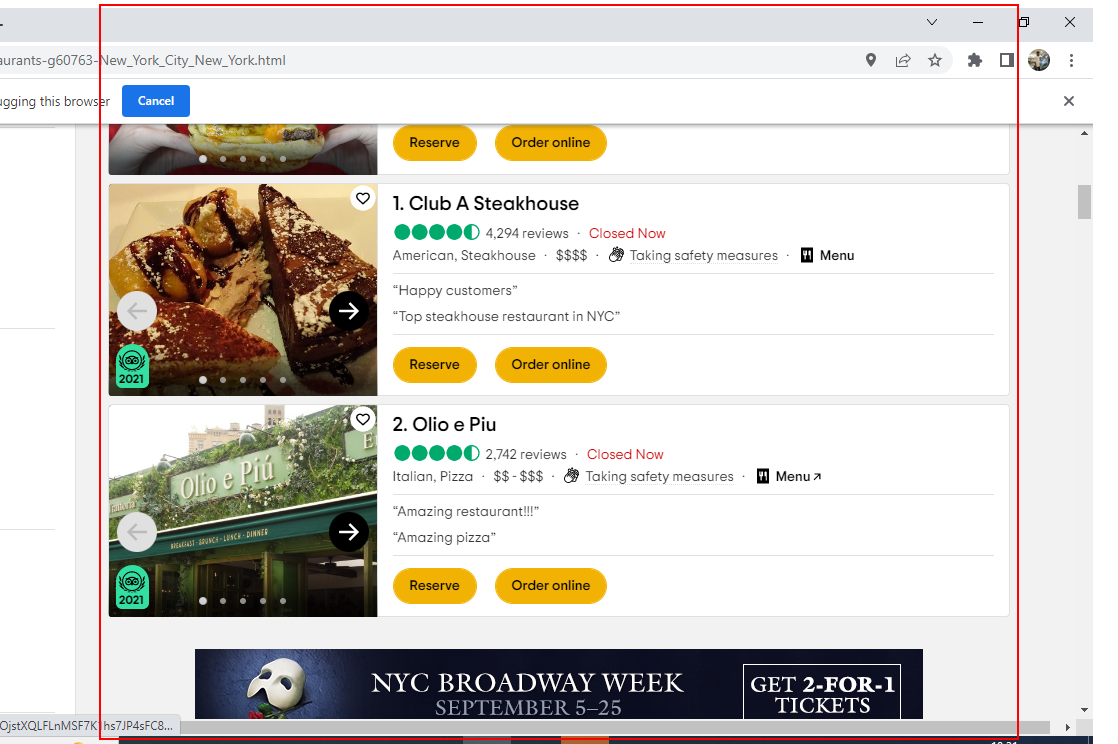 aurants-g60763-New_York_City_New_York.html
ugging this browser
Cancel
Reserve
Order online
1. Club A Steakhouse
4,294 reviews · Closed Now
American, Steakhouse · $$$$ · Taking safety measures · Menu
“Happy customers”
“Top steakhouse restaurant in NYC”
2021
Reserve
Order online
2. Olio e Piu
2,742 reviews · Closed Now
Italian, Pizza · $$ - $$$ · Taking safety measures · Menu
“Amazing restaurant!!!”
“Amazing pizza”
Olio e Piú
BREAKFAST · BRUNCH · LUNCH · DINNER
2021
Reserve
Order online
NYC BROADWAY WEEK
SEPTEMBER 5–25
GET 2-FOR-1
TICKETS